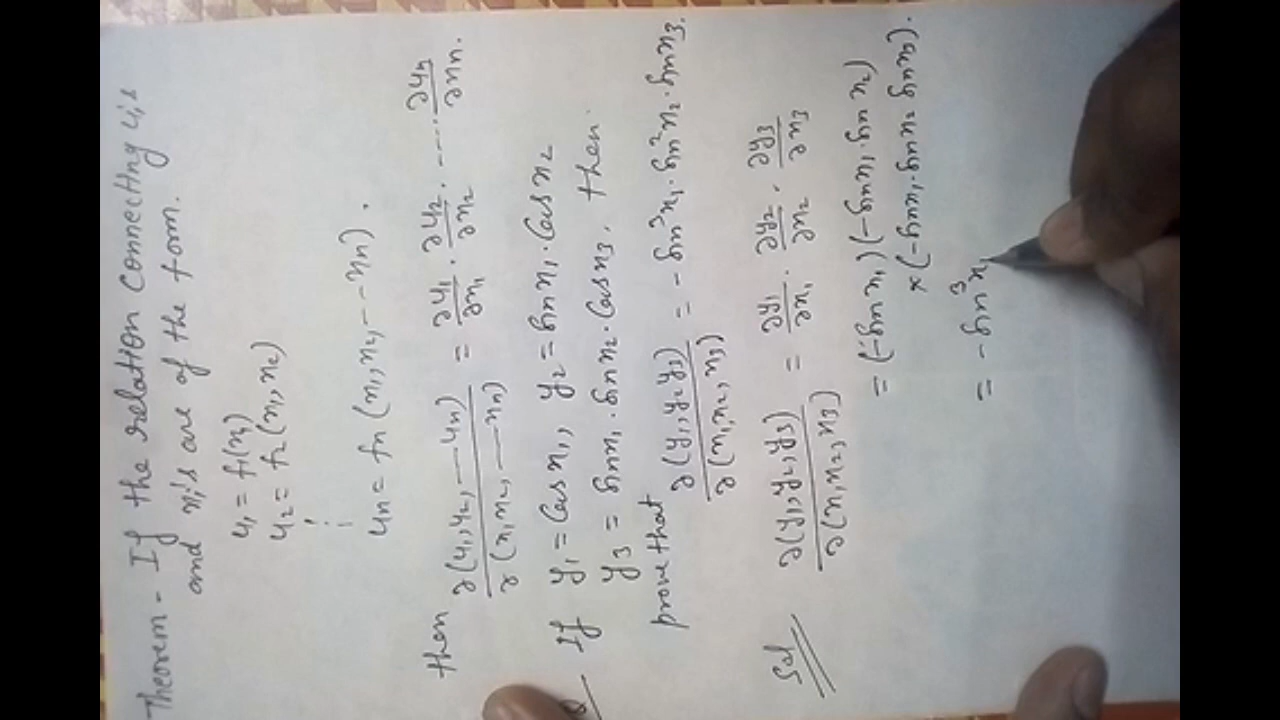 Theorem - If the relation connecting ui's
and xi's are of the form.
u1 = f1(x1)
u2 = f2(x1, x2)
⋮
un = fn(x1, x2, --- xn).
then ∂(u1, u2, --- un) / ∂(x1, x2, --- xn) = ∂u1/∂x1 . ∂u2/∂x2 . ---- ∂un/∂xn.
If y1 = Cos x1, y2 = Sin x1 . Cos x2
y3 = Sin x1 . Sin x2 . Cos x3, then
prove that ∂(y1, y2, y3) / ∂(x1, x2, x3) = - Sin³x1 . Sin²x2 . Sin x3.
Sol ∂(y1, y2, y3) / ∂(x1, x2, x3) = ∂y1/∂x1 . ∂y2/∂x2 . ∂y3/∂x3
= (-Sin x1) (-Sin x1 . Sin x2)
× (-Sin x1 . Sin x2 Sin x3).
= - Sin³x1